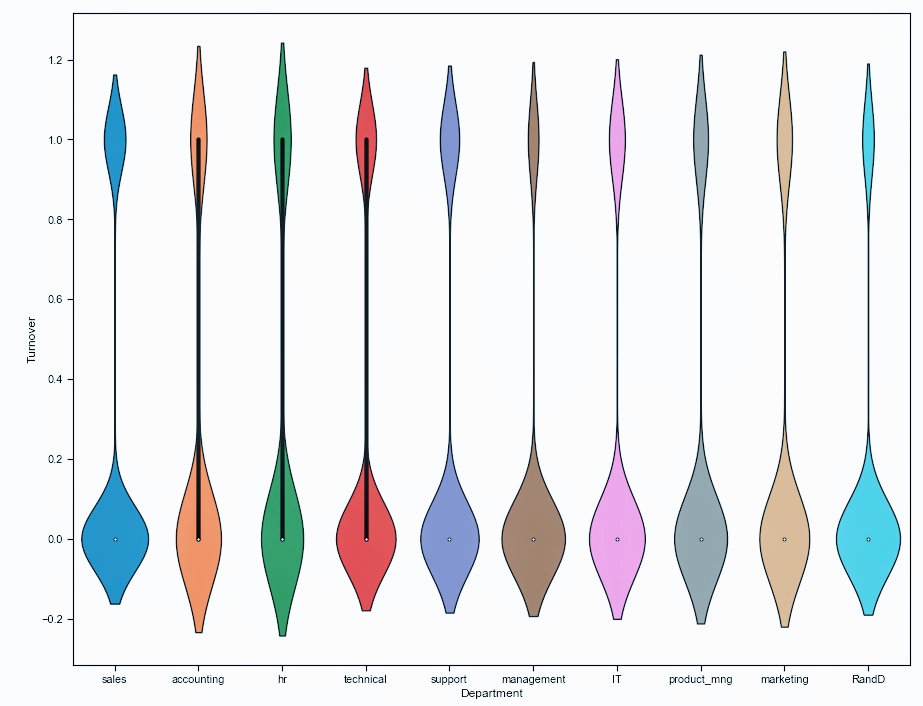 1.2
1.0
0.8
0.6
0.4
0.2
0.0
−0.2
Turnover
sales accounting hr technical support management IT product_mng marketing RandD
Department